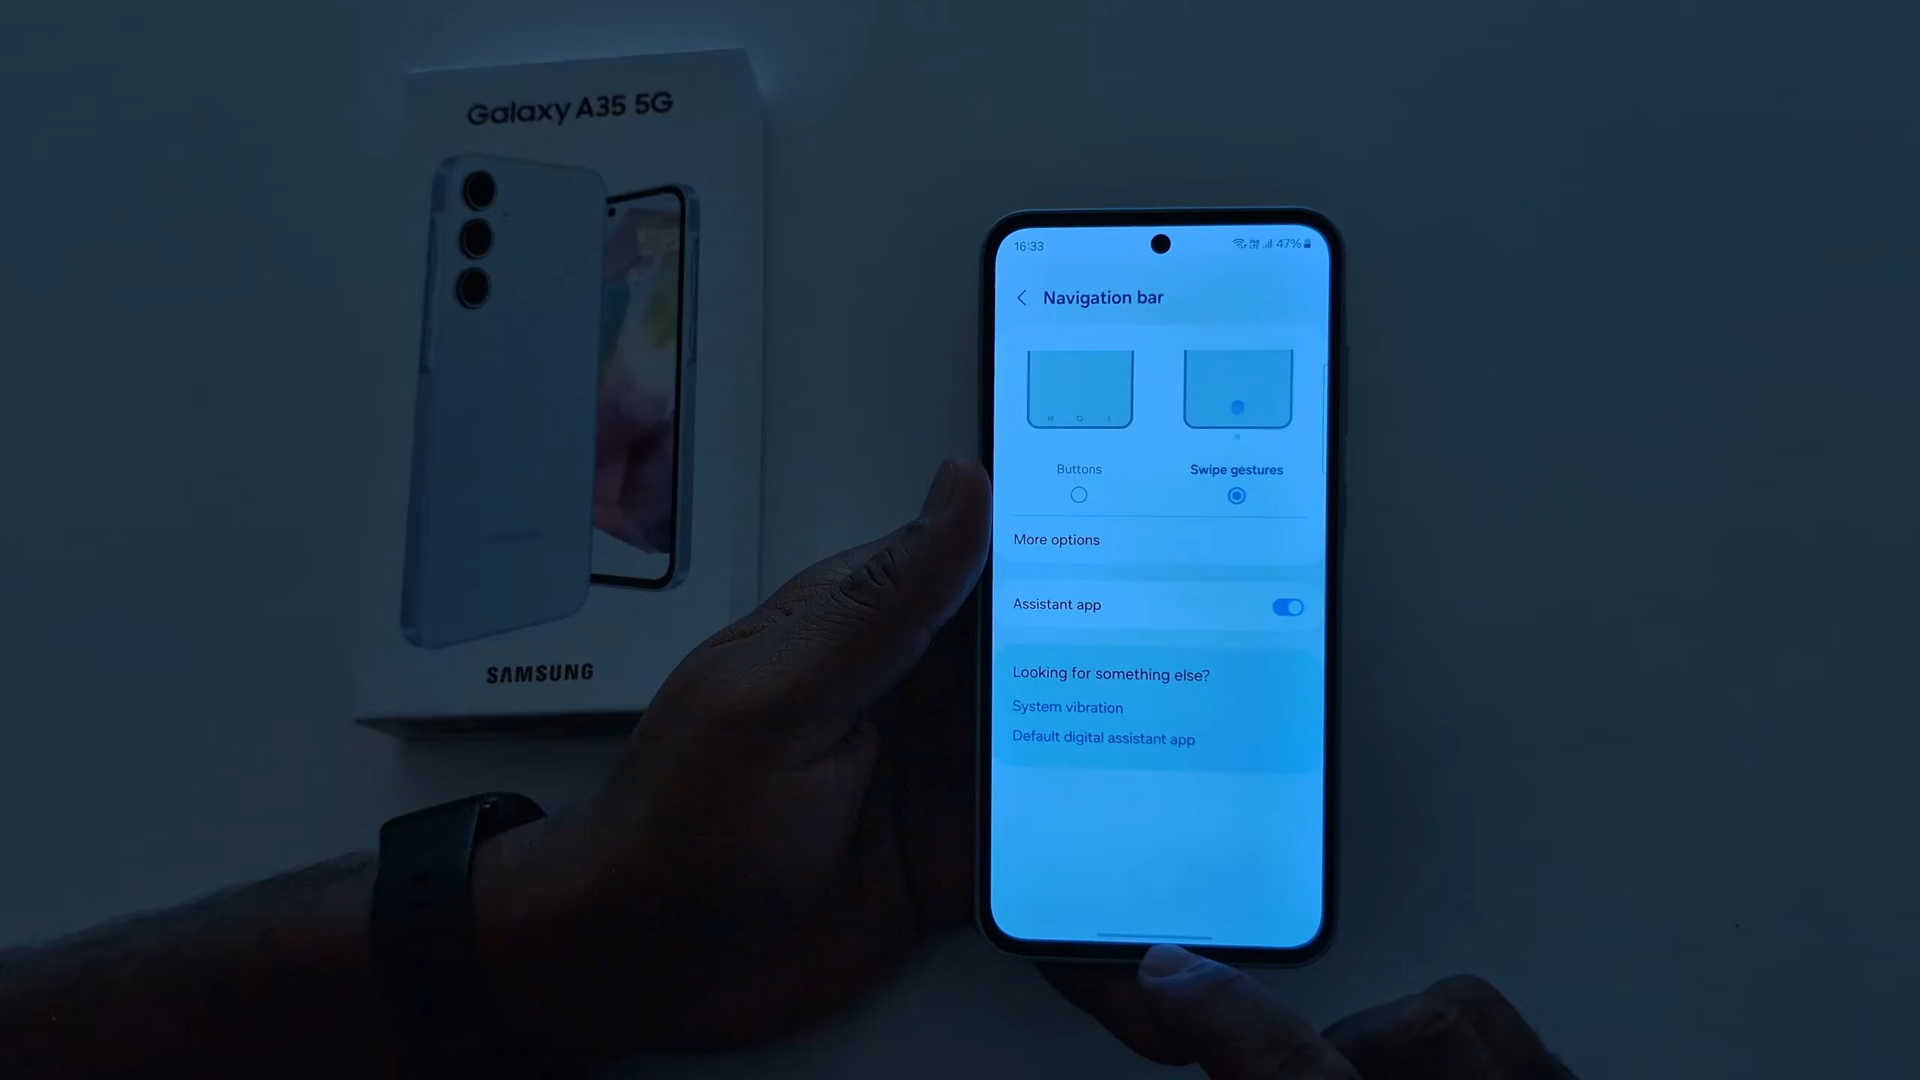 Galaxy A35 5G
SAMSUNG
16:33
47%
Navigation bar
Buttons
Swipe gestures
More options
Assistant app
Looking for something else?
System vibration
Default digital assistant app